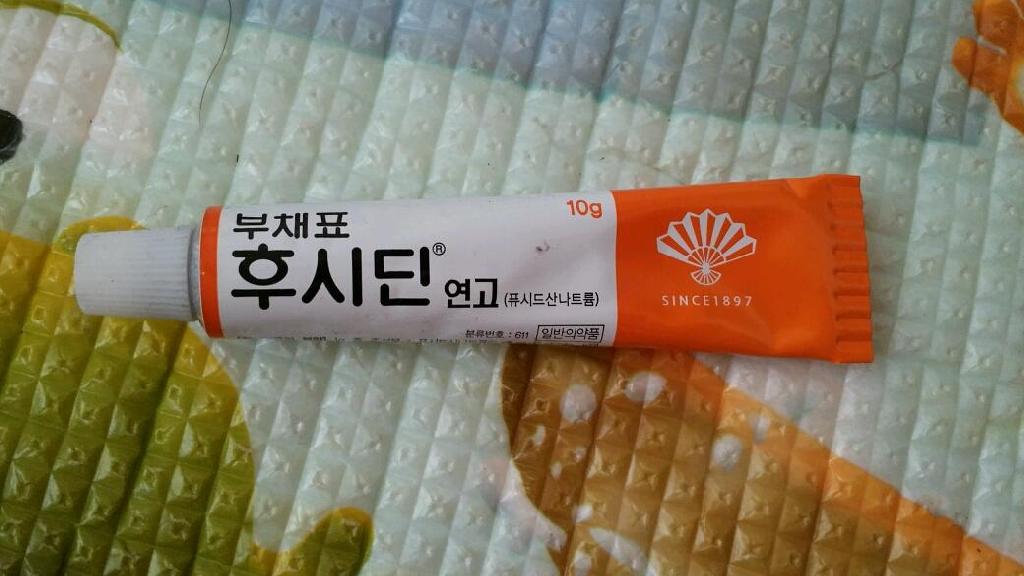 부채표
후시딘® 연고 (퓨시드산나트륨)
10g
분류번호 : 611 일반의약품
SINCE1897